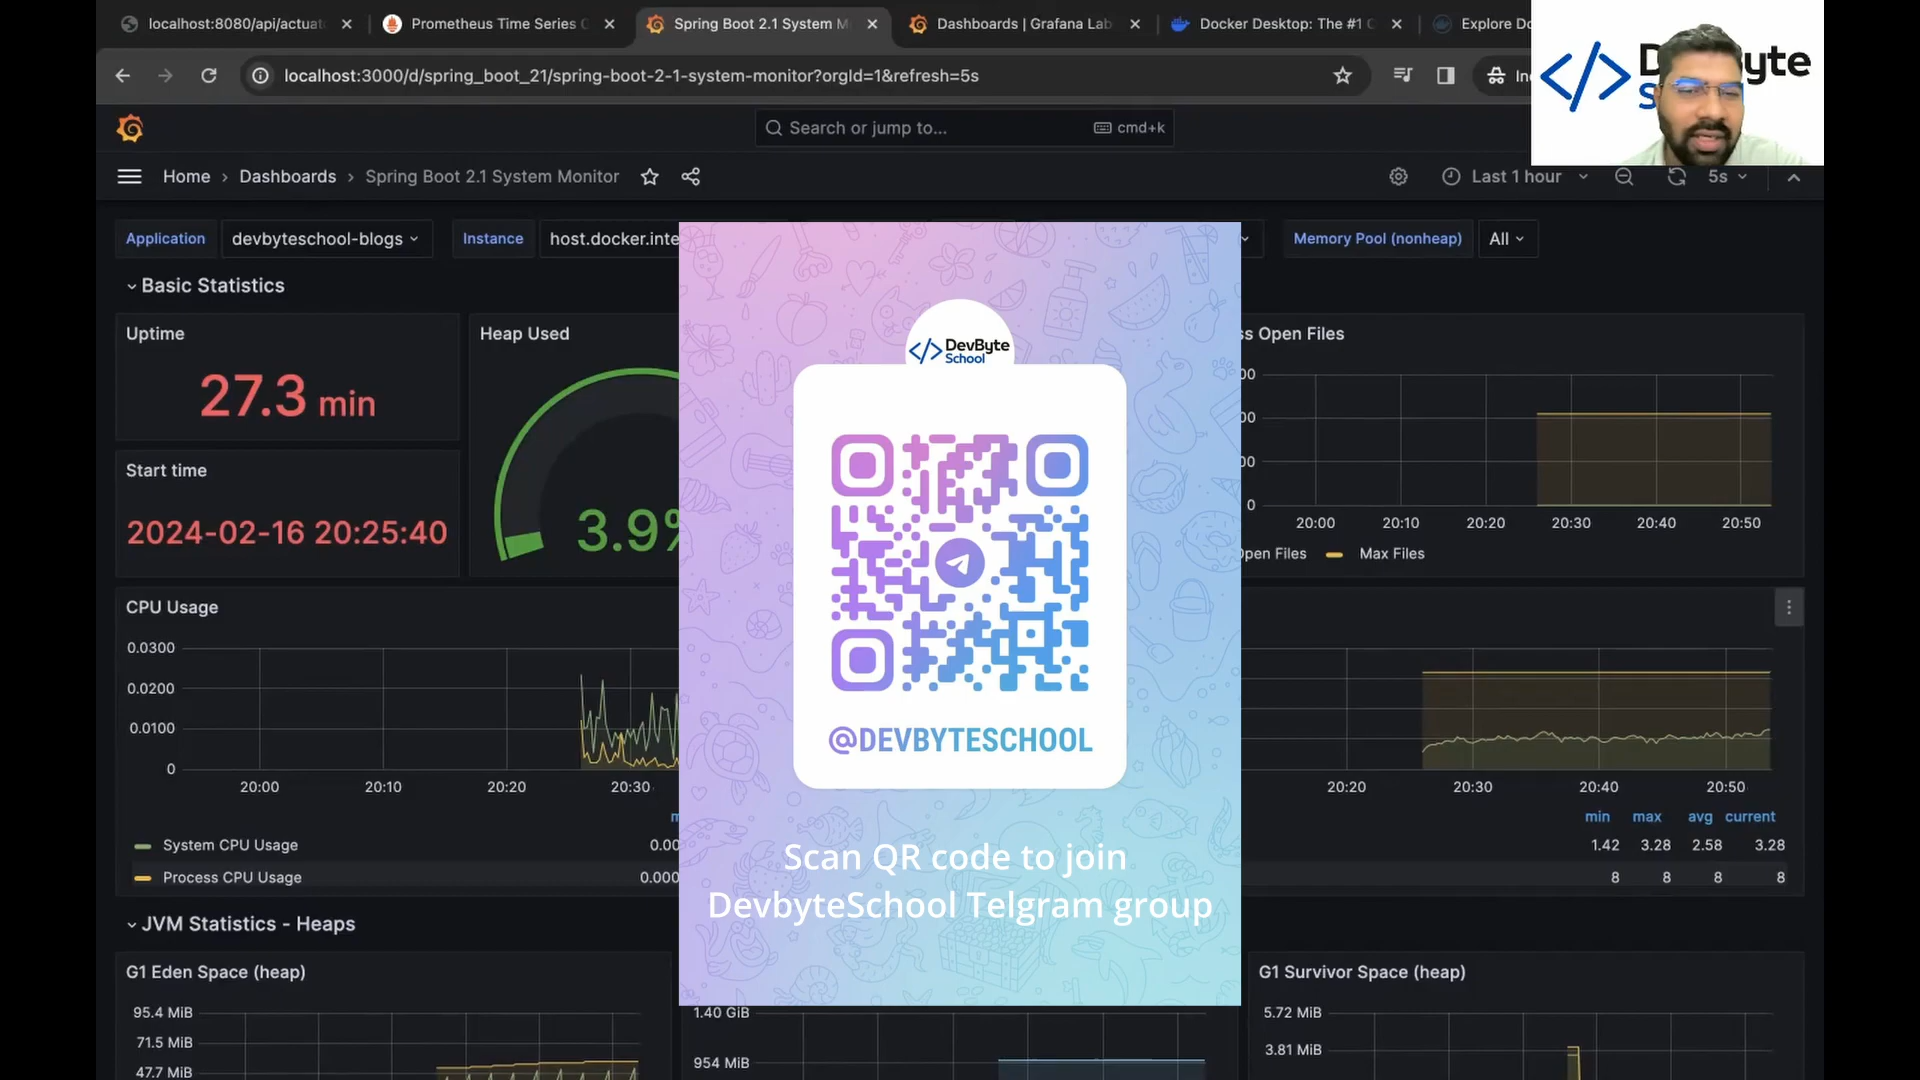 localhost:8080/api/actuat
Prometheus Time Series
Spring Boot 2.1 System M
Dashboards | Grafana Lab
Docker Desktop: The #1
Explore Do
localhost:3000/d/spring_boot_21/spring-boot-2-1-system-monitor?orgId=1&refresh=5s
Search or jump to...
cmd+k
Home
Dashboards
Spring Boot 2.1 System Monitor
Last 1 hour
5s
Application
devbyteschool-blogs
Instance
host.docker.inte
Memory Pool (nonheap)
All
Basic Statistics
Uptime
27.3 min
Start time
2024-02-16 20:25:40
Heap Used
3.9%
ss Open Files
0
20:00 20:10 20:20 20:30 20:40 20:50
Open Files
Max Files
CPU Usage
0.0300
0.0200
0.0100
0
20:00 20:10 20:20 20:30
System CPU Usage 0.00
Process CPU Usage 0.000
20:20 20:30 20:40 20:50
min max avg current
1.42 3.28 2.58 3.28
8 8 8 8
DevByte
School
@DEVBYTESCHOOL
Scan QR code to join
DevbyteSchool Telgram group
JVM Statistics - Heaps
G1 Eden Space (heap)
95.4 MiB
71.5 MiB
47.7 MiB
1.40 GiB
954 MiB
G1 Survivor Space (heap)
5.72 MiB
3.81 MiB